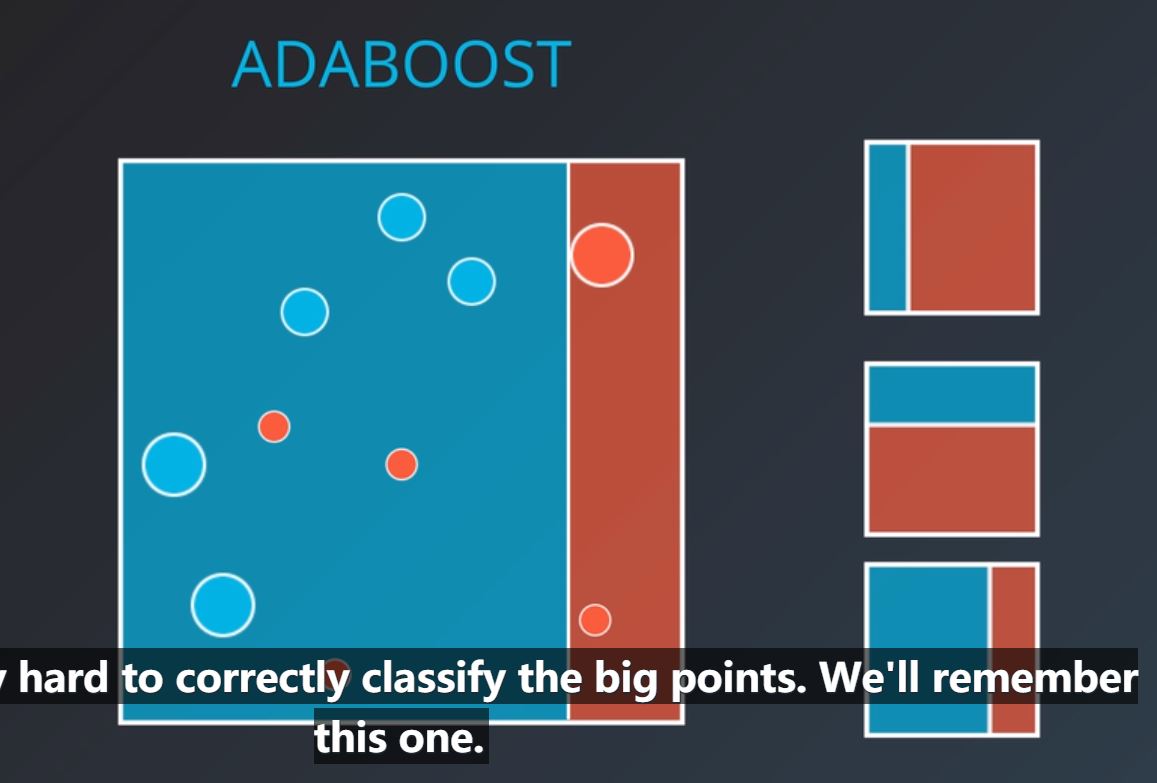 ADABOOST
hard to correctly classify the big points. We'll remember
this one.